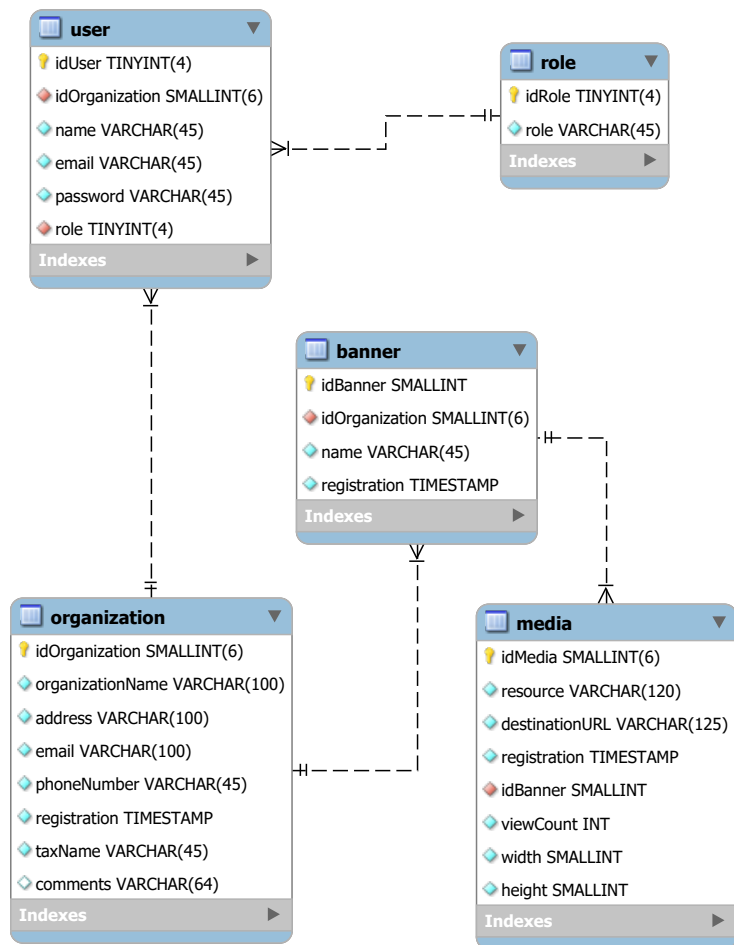 user
idUser TINYINT(4)
idOrganization SMALLINT(6)
name VARCHAR(45)
email VARCHAR(45)
password VARCHAR(45)
role TINYINT(4)
Indexes
role
idRole TINYINT(4)
role VARCHAR(45)
Indexes
banner
idBanner SMALLINT
idOrganization SMALLINT(6)
name VARCHAR(45)
registration TIMESTAMP
Indexes
organization
idOrganization SMALLINT(6)
organizationName VARCHAR(100)
address VARCHAR(100)
email VARCHAR(100)
phoneNumber VARCHAR(45)
registration TIMESTAMP
taxName VARCHAR(45)
comments VARCHAR(64)
Indexes
media
idMedia SMALLINT(6)
resource VARCHAR(120)
destinationURL VARCHAR(125)
registration TIMESTAMP
idBanner SMALLINT
viewCount INT
width SMALLINT
height SMALLINT
Indexes